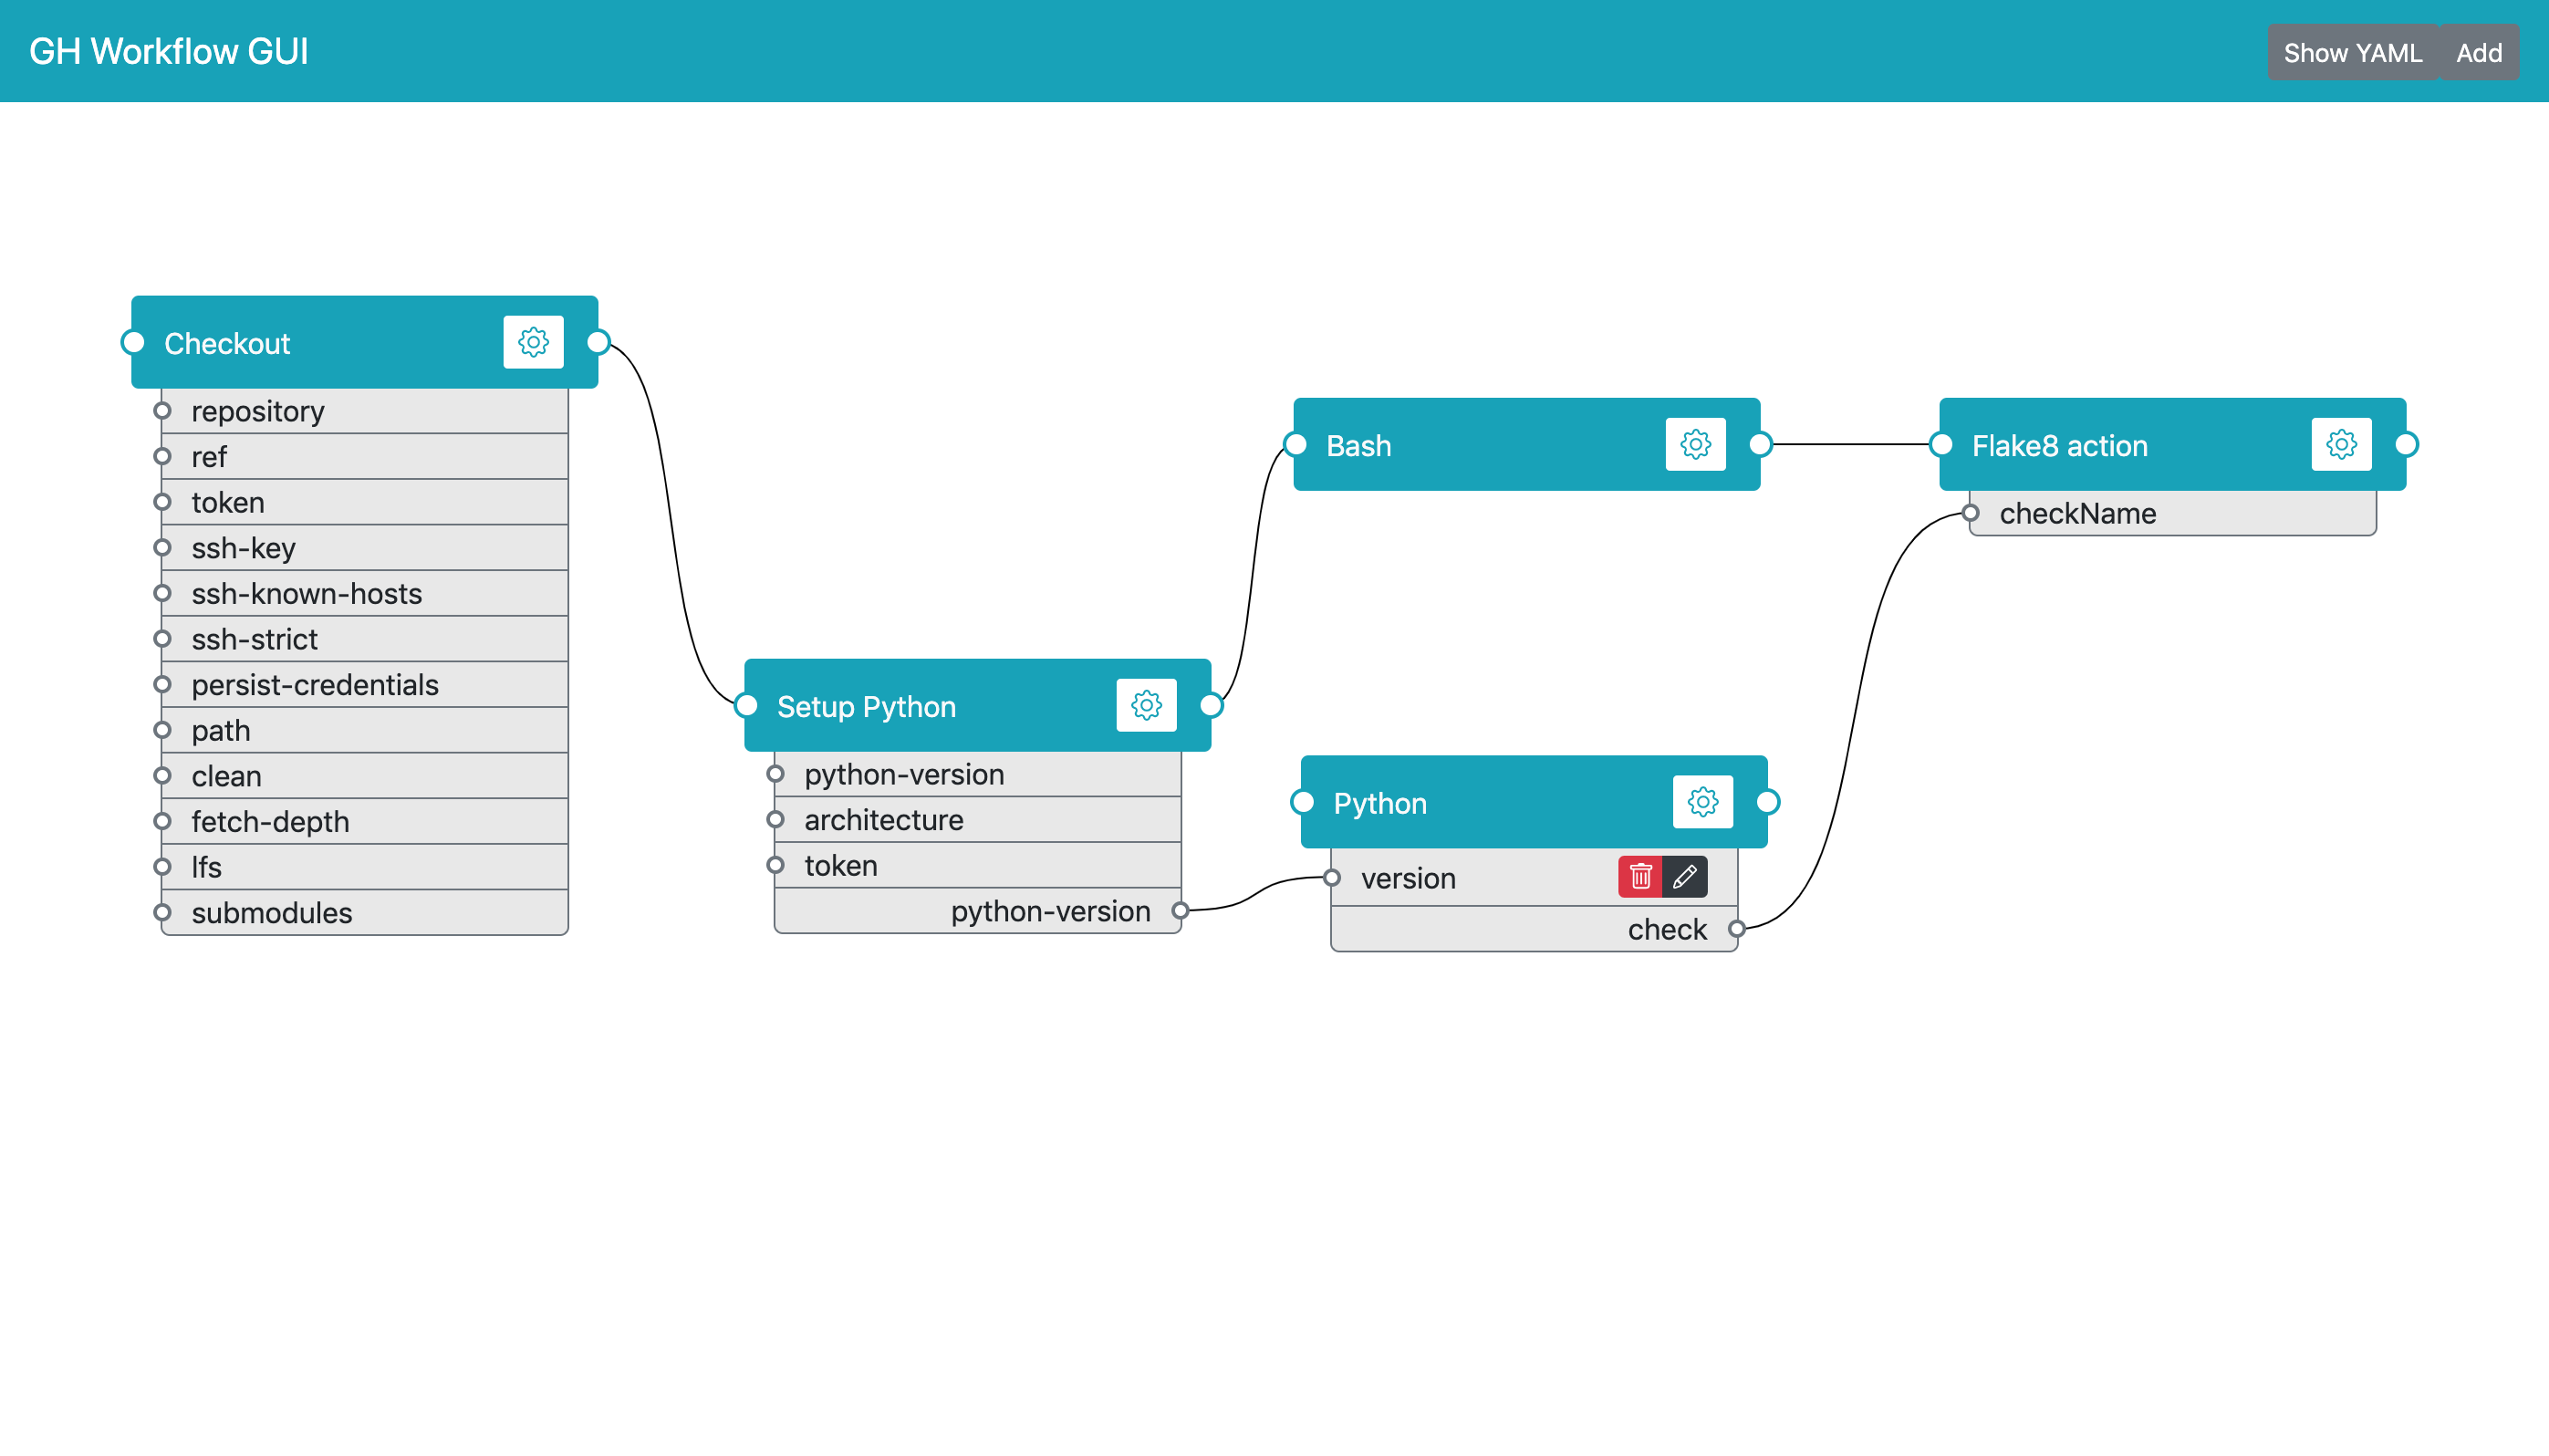 GH Workflow GUI
Show YAML
Add
Checkout
repository
ref
token
ssh-key
ssh-known-hosts
ssh-strict
persist-credentials
path
clean
fetch-depth
lfs
submodules
Setup Python
python-version
architecture
token
python-version
Bash
Python
version
check
Flake8 action
checkName